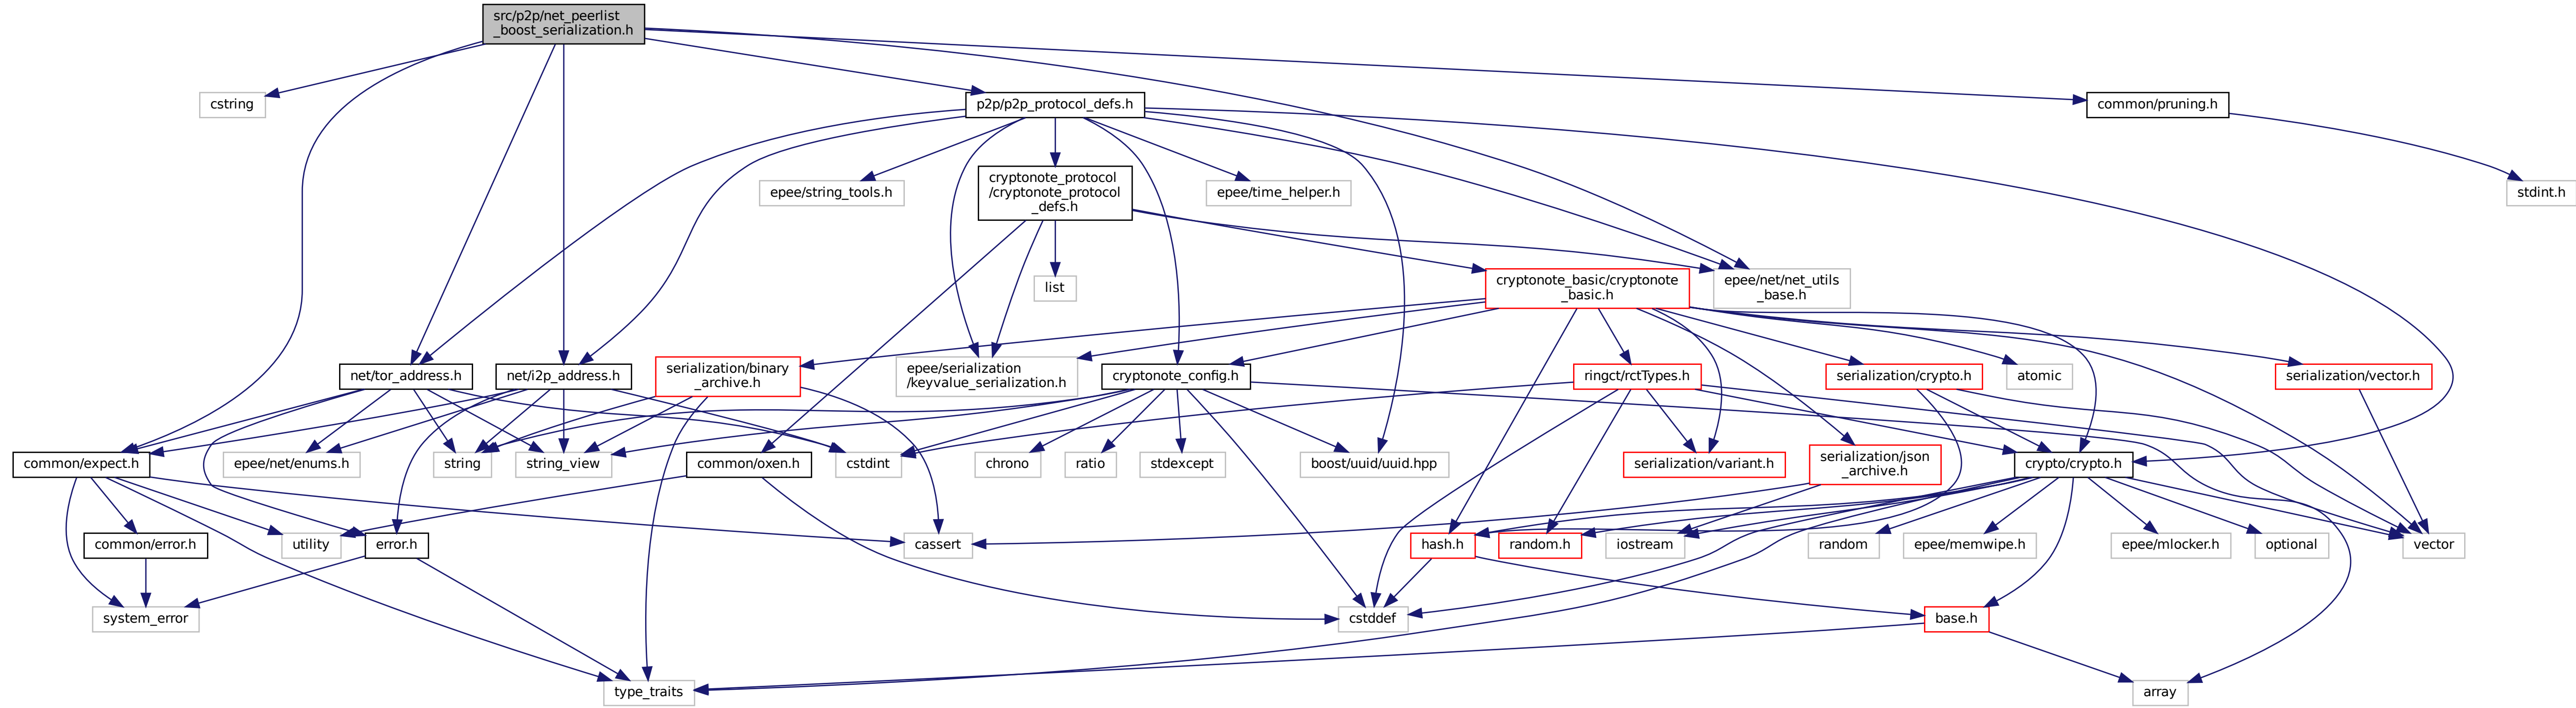 src/p2p/net_peerlist
_boost_serialization.h
cstring
p2p/p2p_protocol_defs.h
common/pruning.h
epee/string_tools.h
cryptonote_protocol
/cryptonote_protocol
_defs.h
epee/time_helper.h
stdint.h
list
cryptonote_basic/cryptonote
_basic.h
epee/net/net_utils
_base.h
net/tor_address.h
net/i2p_address.h
serialization/binary
_archive.h
epee/serialization
/keyvalue_serialization.h
cryptonote_config.h
ringct/rctTypes.h
serialization/crypto.h
atomic
serialization/vector.h
common/expect.h
epee/net/enums.h
string
string_view
common/oxen.h
cstdint
chrono
ratio
stdexcept
boost/uuid/uuid.hpp
serialization/variant.h
serialization/json
_archive.h
crypto/crypto.h
common/error.h
utility
error.h
cassert
hash.h
random.h
iostream
random
epee/memwipe.h
epee/mlocker.h
optional
vector
system_error
cstddef
base.h
type_traits
array